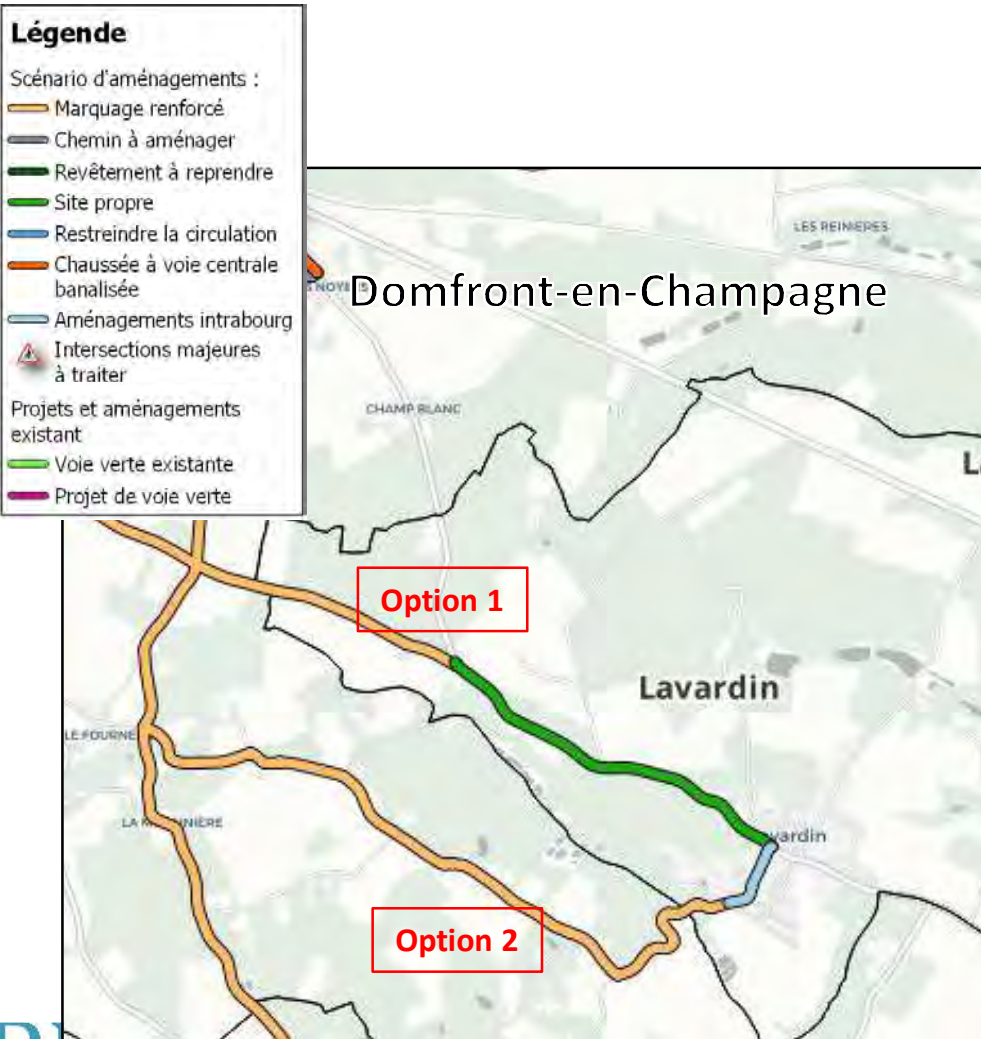 Légende
Scénario d'aménagements :
Marquage renforcé
Chemin à aménager
Revêtement à reprendre
Site propre
Restreindre la circulation
Chaussée à voie centrale
banalisée
Aménagements intrabourg
Intersections majeures
à traiter
Projets et aménagements
existant
Voie verte existante
Projet de voie verte
LES REINIERES
Domfront-en-Champagne
CHAMP BLANC
Option 1
Lavardin
LE FOURNE
vardin
Option 2